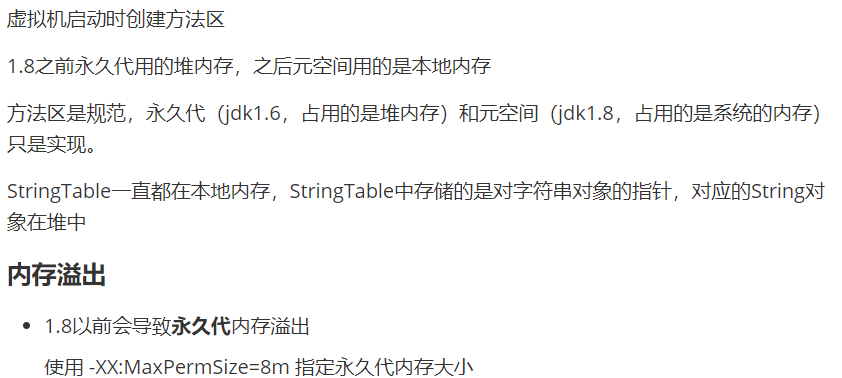 虚拟机启动时创建方法区
1.8之前永久代用的堆内存，之后元空间用的是本地内存
方法区是规范，永久代（jdk1.6，占用的是堆内存）和元空间（jdk1.8，占用的是系统的内存）
只是实现。
StringTable一直都在本地内存，StringTable中存储的是对字符串对象的指针，对应的String对
象在堆中
内存溢出
• 1.8以前会导致永久代内存溢出
使用 -XX:MaxPermSize=8m 指定永久代内存大小